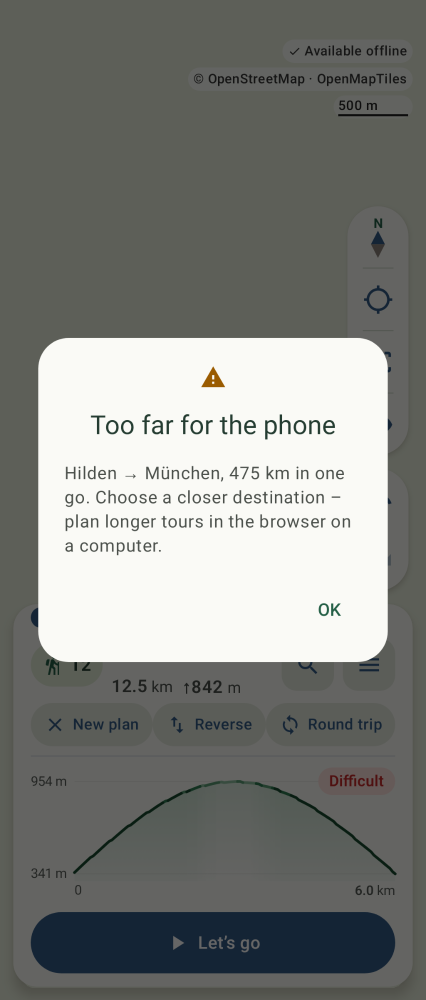 ✓ Available offline
© OpenStreetMap · OpenMapTiles
500 m
N
Too far for the phone
Hilden → München, 475 km in one
go. Choose a closer destination –
plan longer tours in the browser on
a computer.
OK
12
12.5 km ↑842 m
New plan
Reverse
Round trip
954 m
Difficult
341 m
0
6.0 km
Let's go